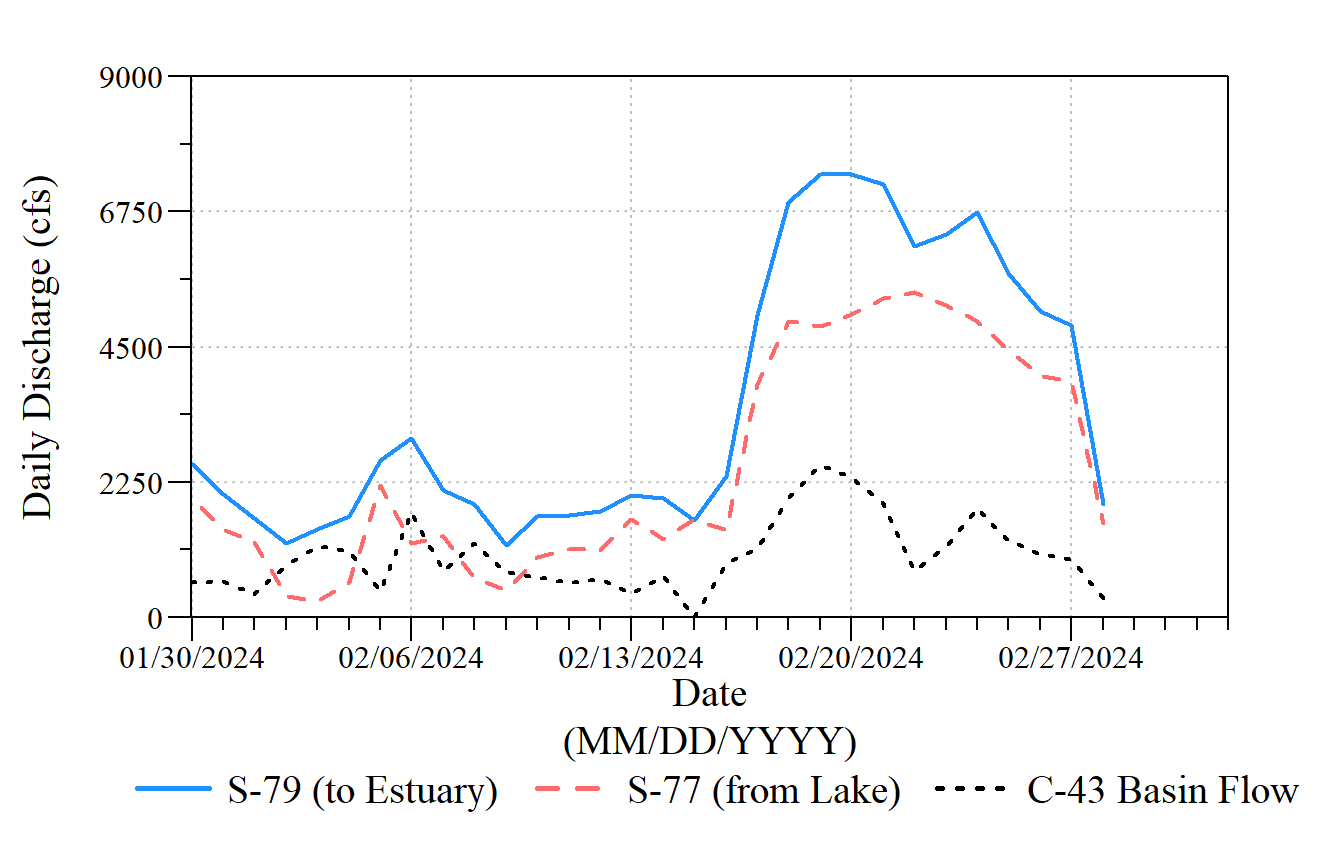 9000
6750
4500
2250
0
Daily Discharge (cfs)
01/30/2024 02/06/2024 02/13/2024 02/20/2024 02/27/2024
Date
(MM/DD/YYYY)
S-79 (to Estuary) S-77 (from Lake) C-43 Basin Flow